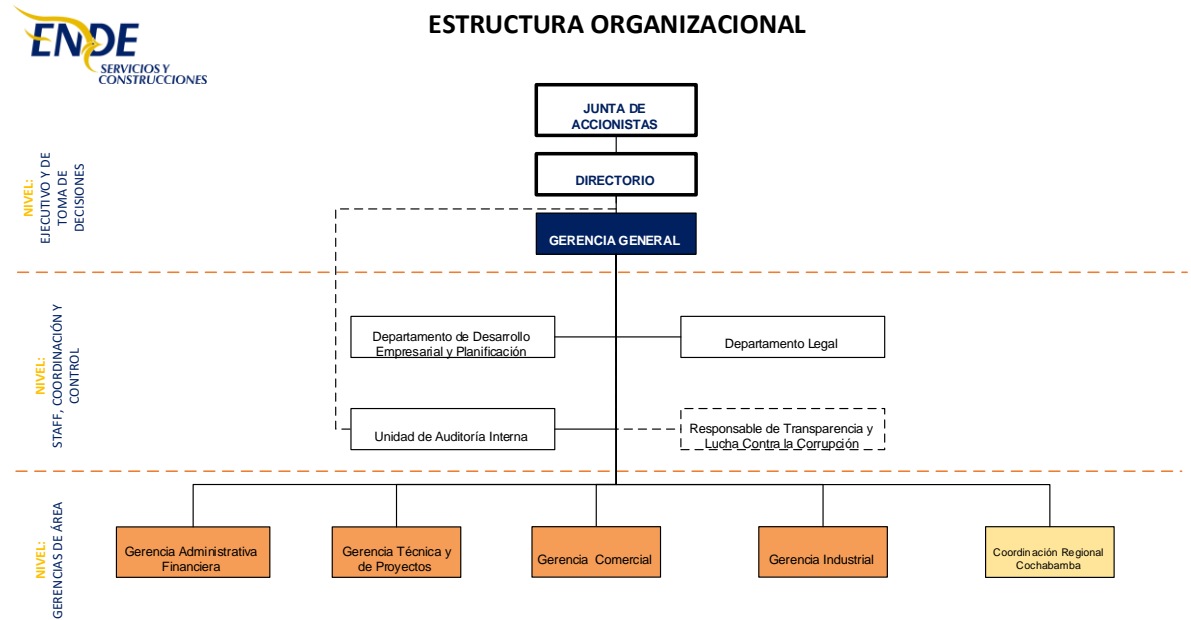 ESTRUCTURA ORGANIZACIONAL
ENDE
SERVICIOS Y
CONSTRUCCIONES
JUNTA DE
ACCIONISTAS
DIRECTORIO
GERENCIA GENERAL
NIVEL:
EJECUTIVO Y DE
TOMA DE
DECISIONES
Departamento de Desarrollo
Empresarial y Planificación
Departamento Legal
Unidad de Auditoría Interna
Responsable de Transparencia y
Lucha Contra la Corrupción
NIVEL:
STAFF, COORDINACIÓN Y
CONTROL
Gerencia Administrativa
Financiera
Gerencia Técnica y
de Proyectos
Gerencia Comercial
Gerencia Industrial
Coordinación Regional
Cochabamba
NIVEL:
GERENCIAS DE ÁREA